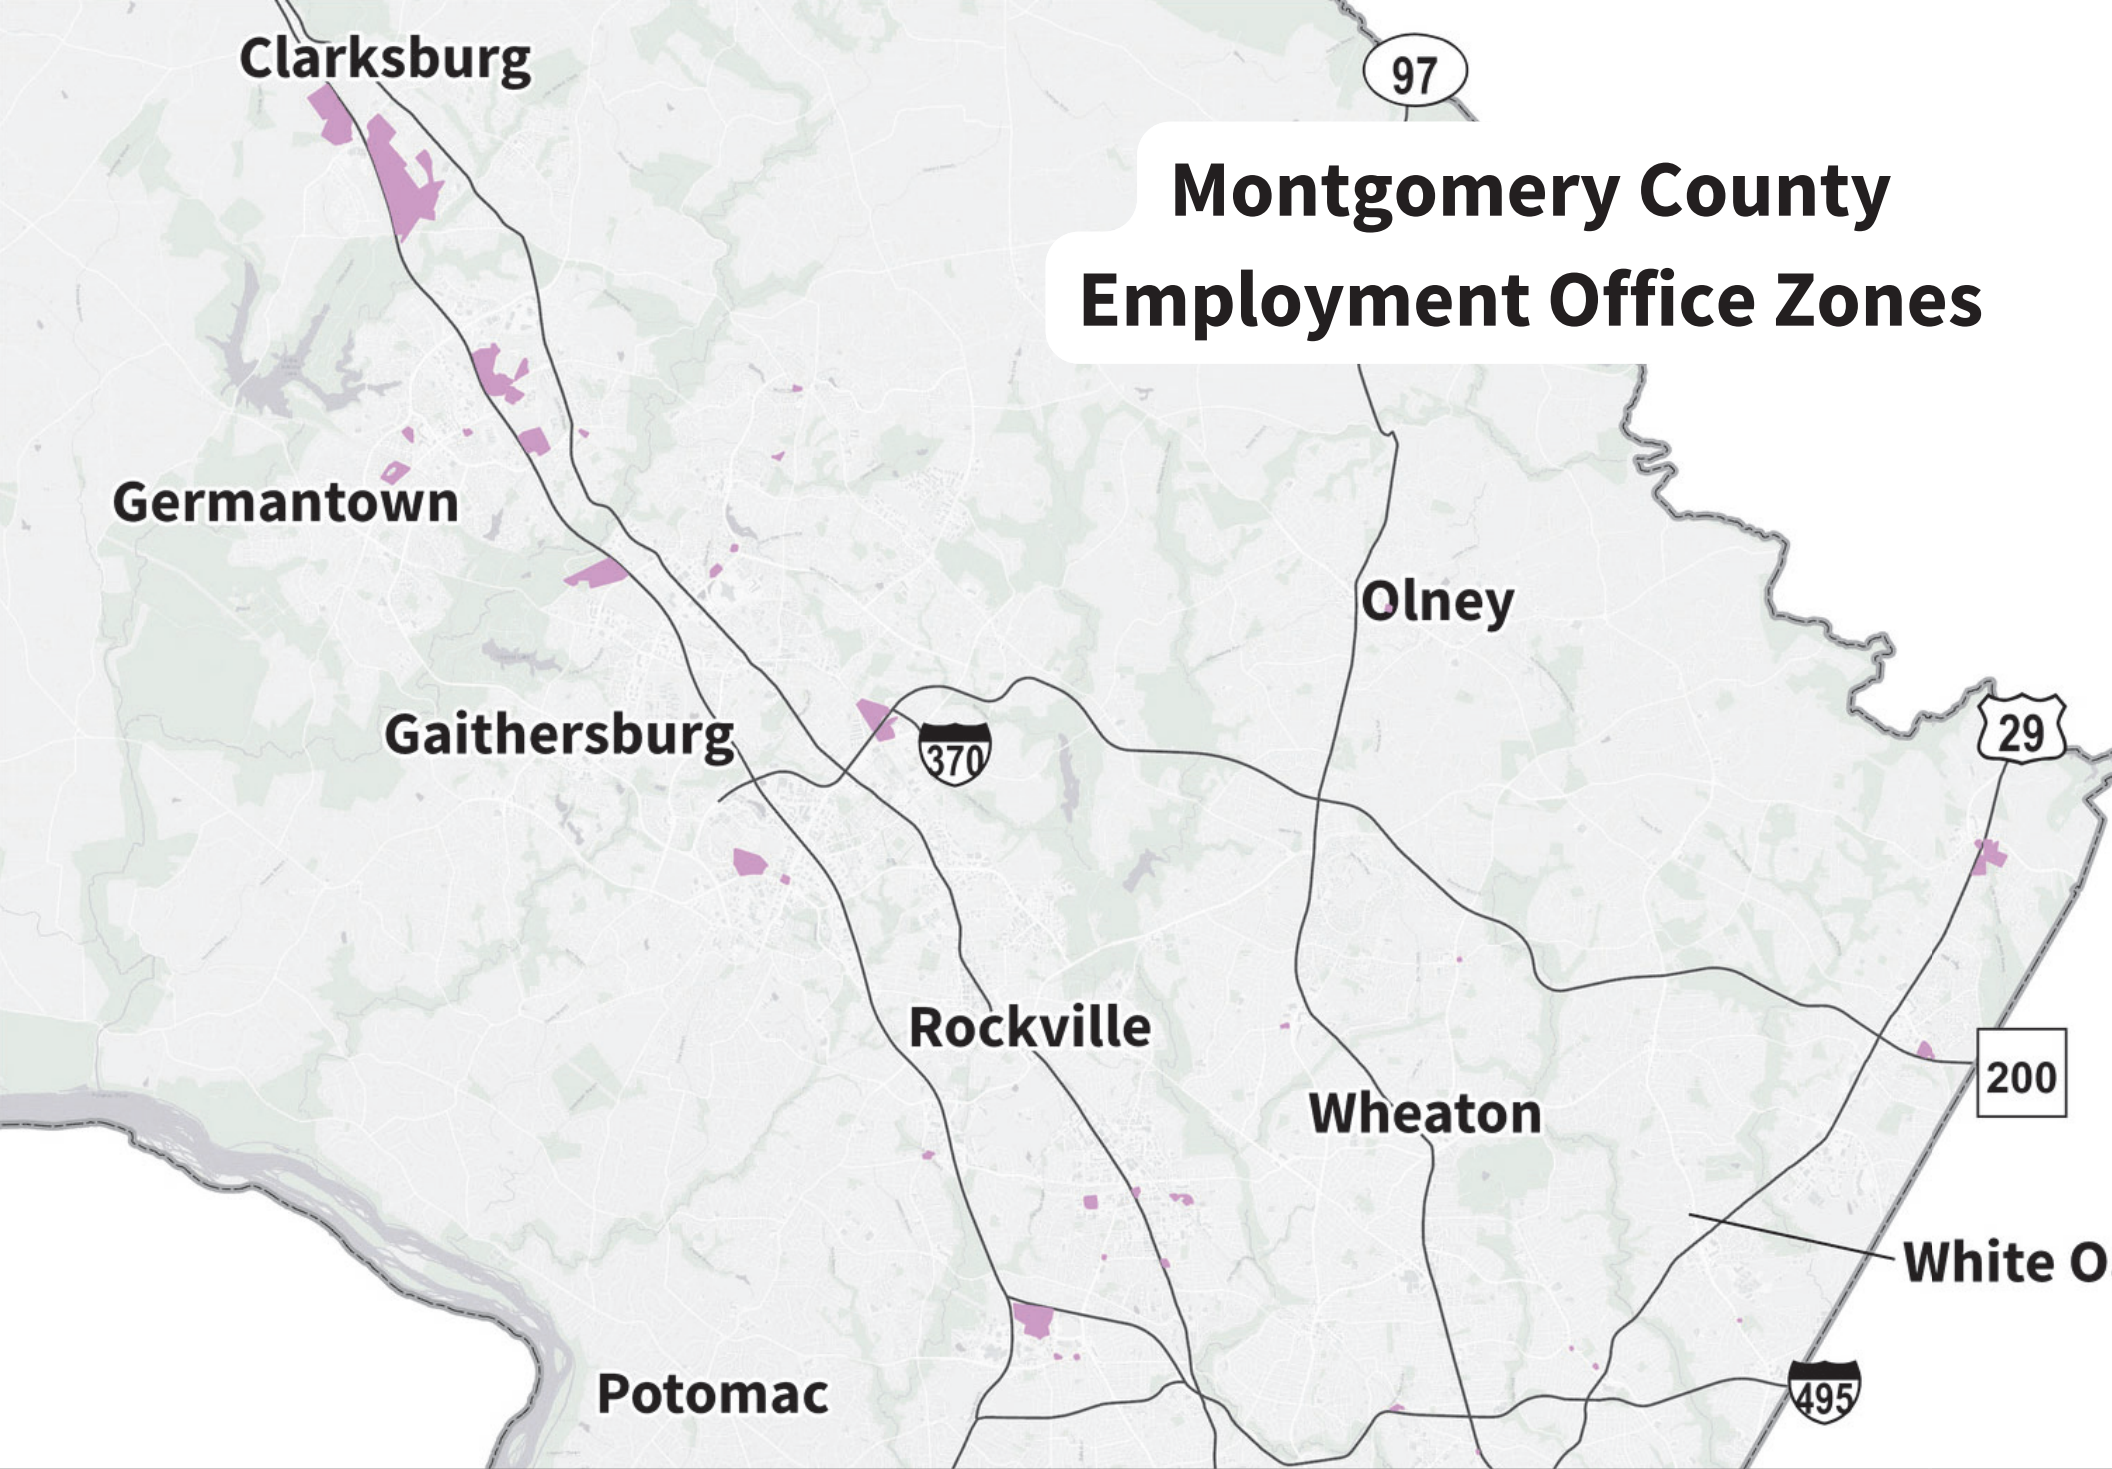 Clarksburg
97
Montgomery County
Employment Office Zones
Germantown
Olney
Gaithersburg
370
29
Rockville
200
Wheaton
White O
Potomac
495